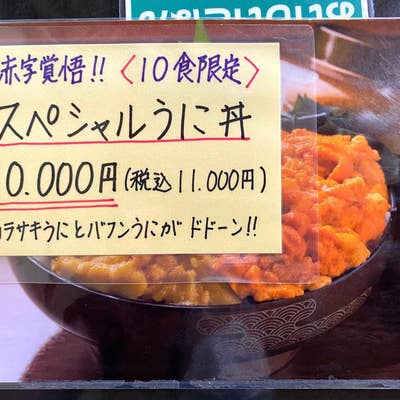 赤字覚悟!!〈10食限定〉
スペシャルうに丼
0.000円(税込11.000円)
ラサキうにとバフンうにがドドーン!!